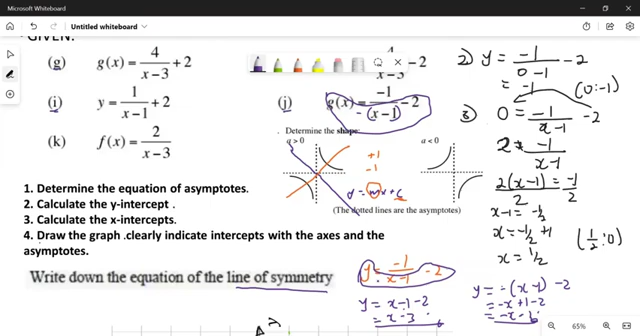 Microsoft Whiteboard
Untitled whiteboard
GIVEN:
(g) g(x) = 4/(x−3) + 2
4/(x−3) − 2
(i) y = 1/(x−1) + 2
(j) g(x) = −1/(x−1) − 2
(k) f(x) = 2/(x−3)
Determine the shape:
a > 0
a < 0
+1
−1
y = mx + c
(The dotted lines are the asymptotes)
1. Determine the equation of asymptotes.
2. Calculate the y-intercept .
3. Calculate the x-intercepts.
4. Draw the graph .clearly indicate intercepts with the axes and the
asymptotes.
Write down the equation of the line of symmetry
y = −1/(x−1) − 2
y = x−1−2
= x−3
y = −(x−1) −2
= −x+1−2
= −x−1
2) y = −1/(0−1) − 2
= −1
(0;−1)
3) 0 = −1/(x−1) − 2
2 = −1/(x−1)
2(x−1)/2 = −1/2
x−1 = −1/2
x = −1/2 + 1
x = 1/2
(1/2;0)
65%